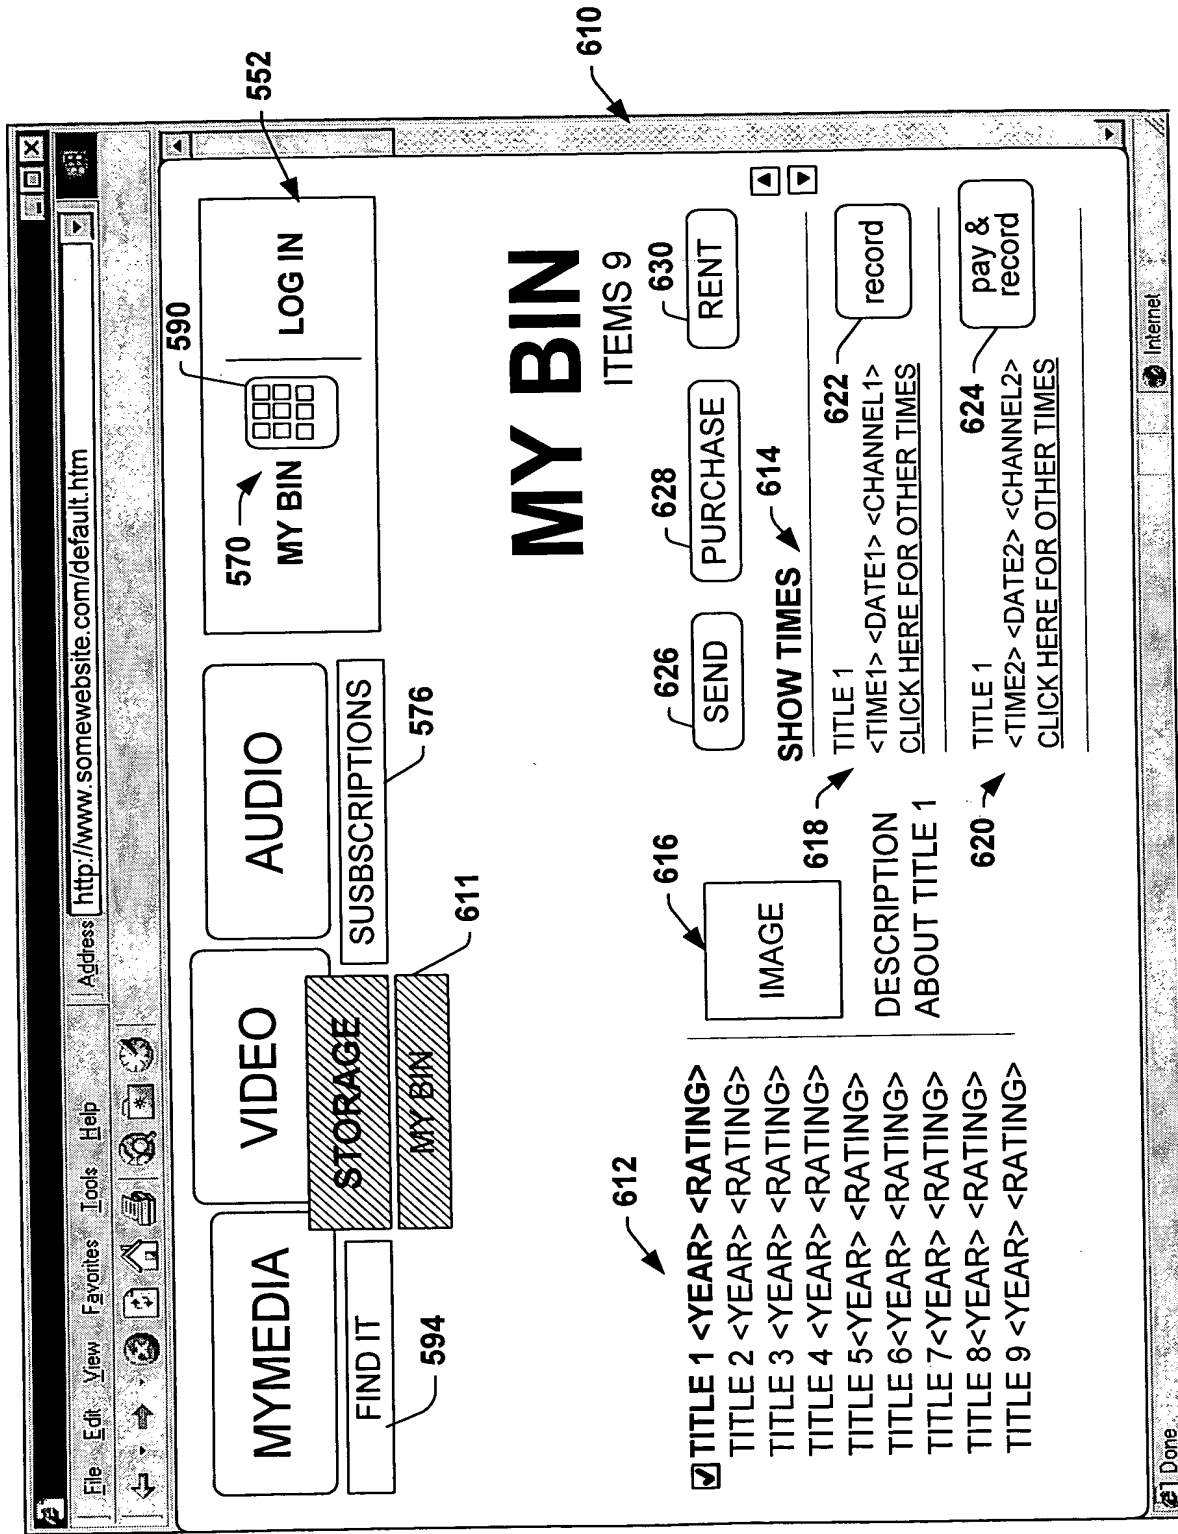 File Edit View Favorites Tools Help
Address http://www.somewebsite.com/default.htm
MYMEDIA
VIDEO
AUDIO
FIND IT
594
STORAGE
MY BIN
611
SUSBSCRIPTIONS
576
570
MY BIN
590
LOG IN
552
610
MY BIN
ITEMS 9
612
TITLE 1 <YEAR> <RATING>
TITLE 2 <YEAR> <RATING>
TITLE 3 <YEAR> <RATING>
TITLE 4 <YEAR> <RATING>
TITLE 5<YEAR> <RATING>
TITLE 6<YEAR> <RATING>
TITLE 7<YEAR> <RATING>
TITLE 8<YEAR> <RATING>
TITLE 9 <YEAR> <RATING>
616
IMAGE
DESCRIPTION
ABOUT TITLE 1
626
SEND
628
PURCHASE
630
RENT
SHOW TIMES
614
618
TITLE 1
<TIME1> <DATE1> <CHANNEL1>
CLICK HERE FOR OTHER TIMES
622
record
620
TITLE 1
<TIME2> <DATE2> <CHANNEL2>
CLICK HERE FOR OTHER TIMES
624
pay &
record
Done
Internet